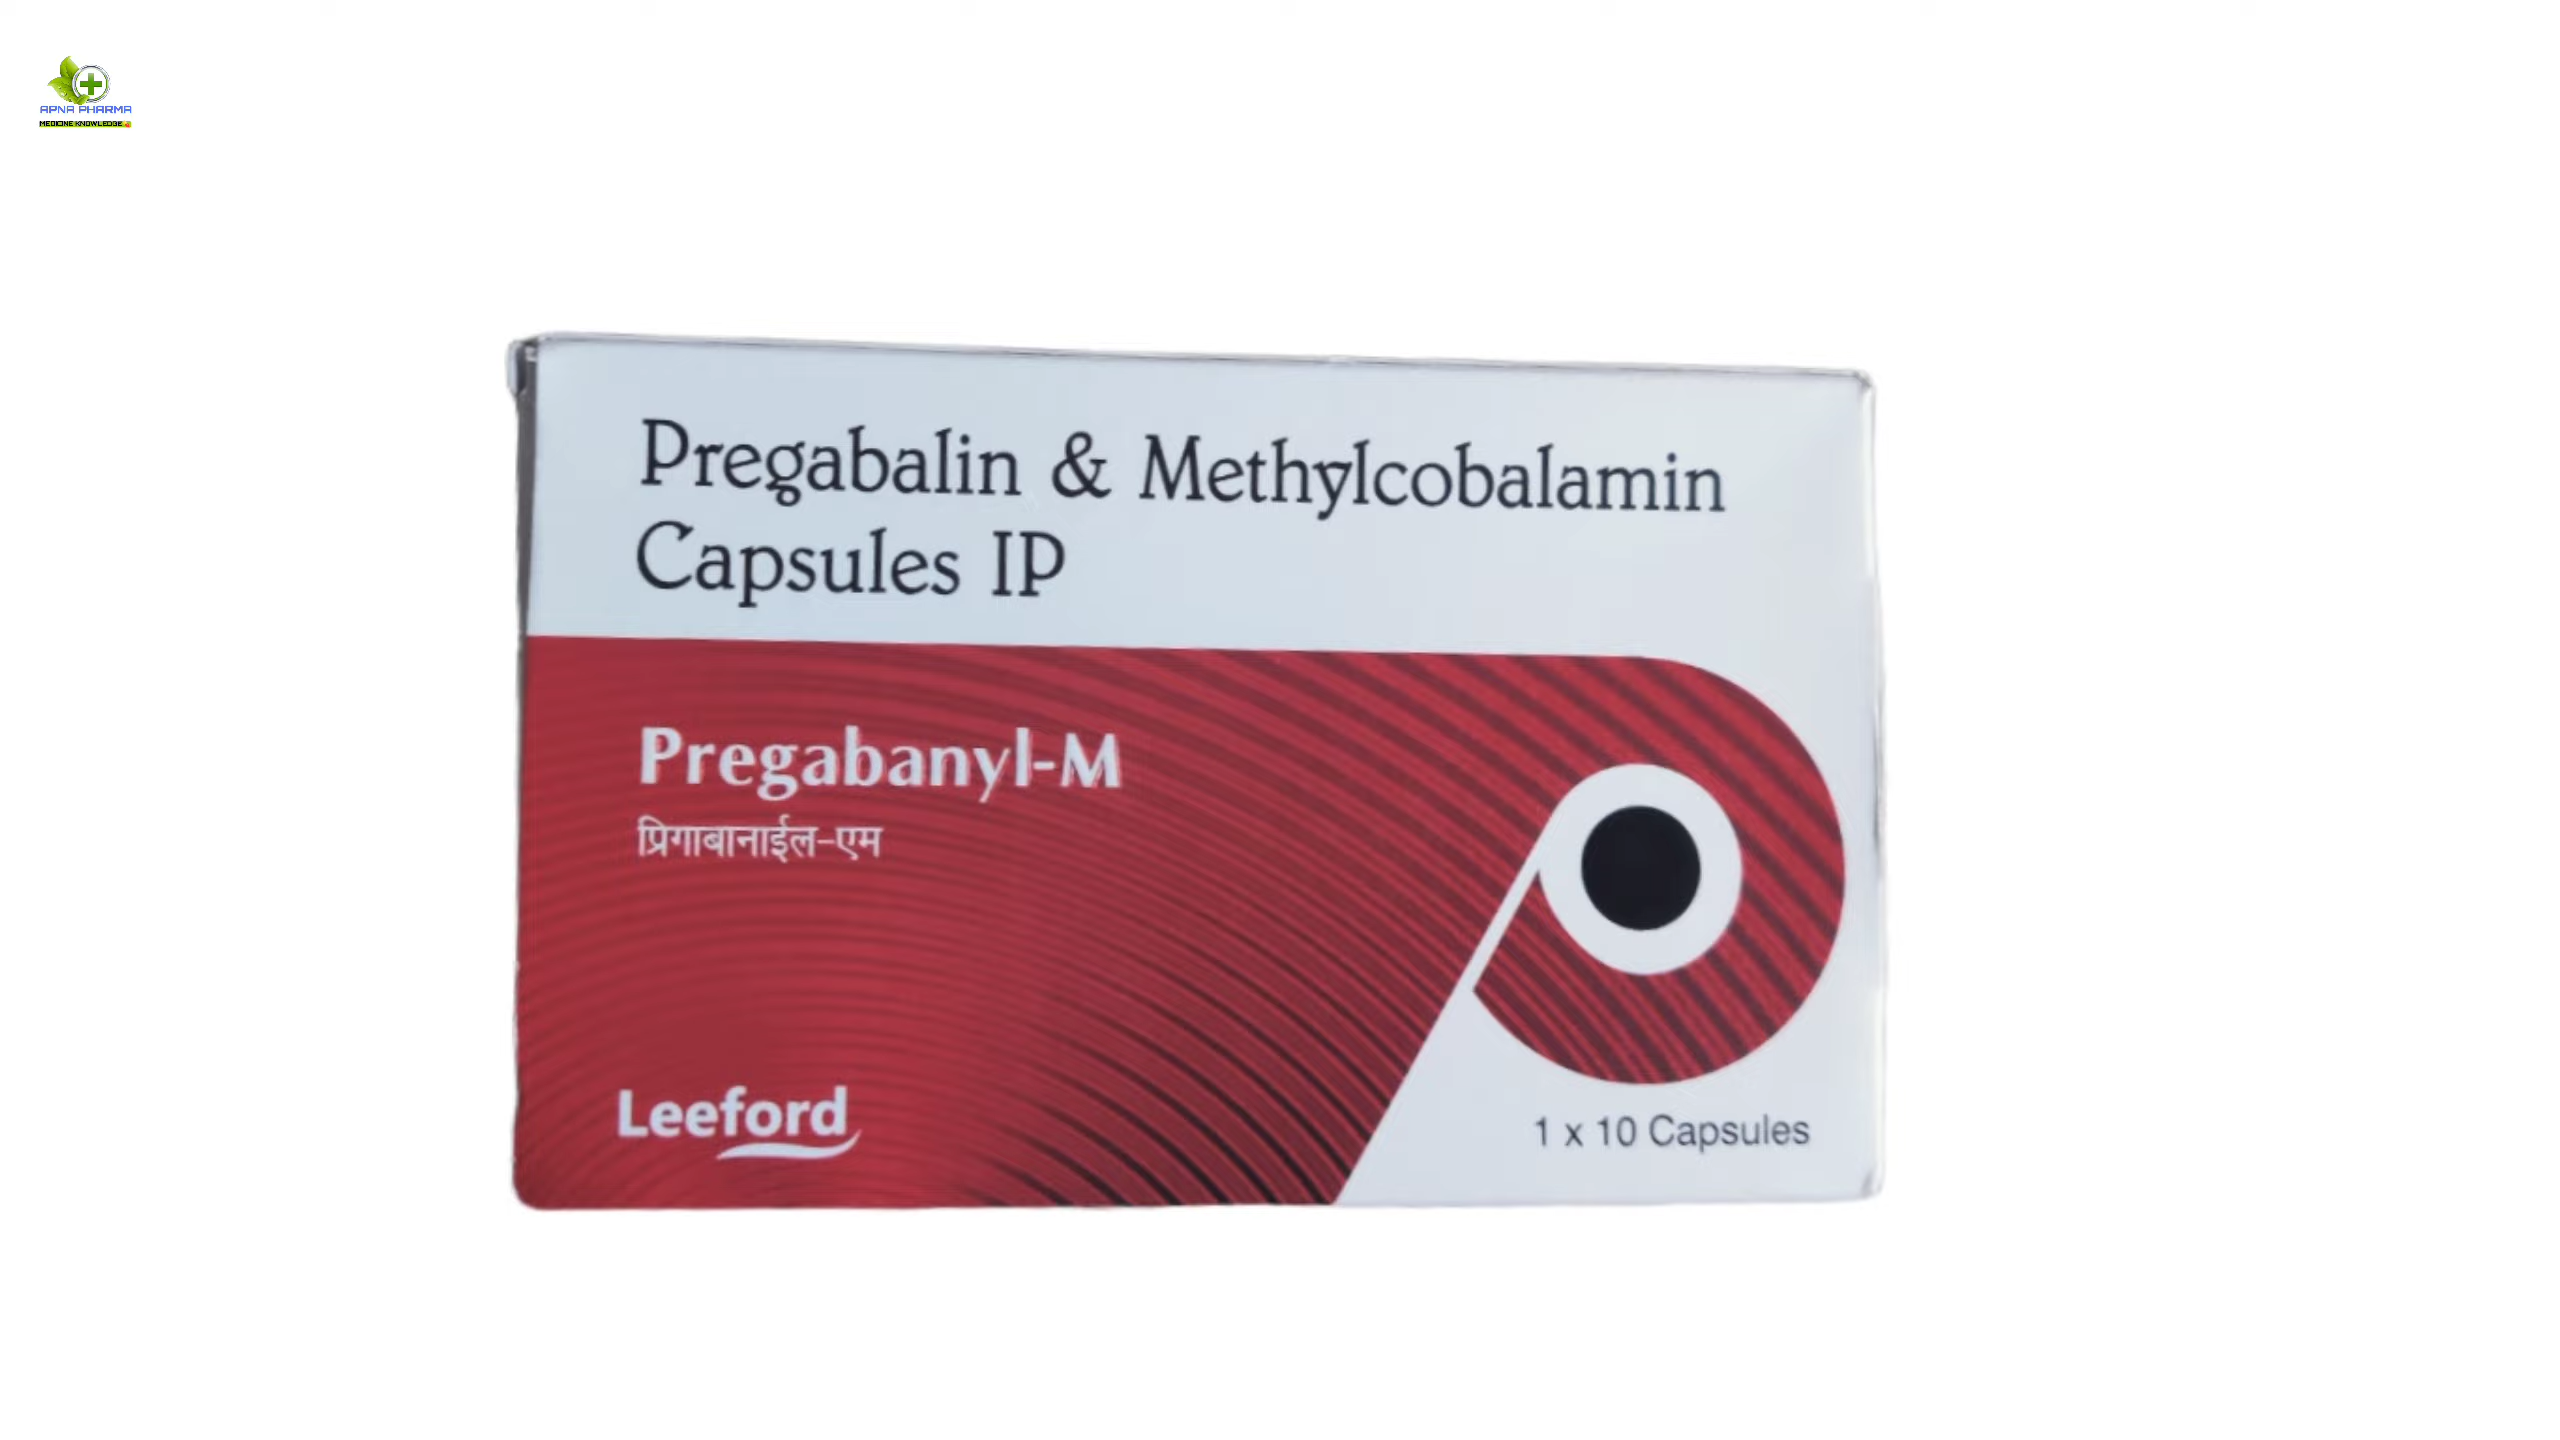 APNA PHARMA
MEDICINE KNOWLEDGE
Pregabalin & Methylcobalamin
Capsules IP
Pregabanyl-M
प्रिगाबानाईल-एम
Leeford
1 x 10 Capsules